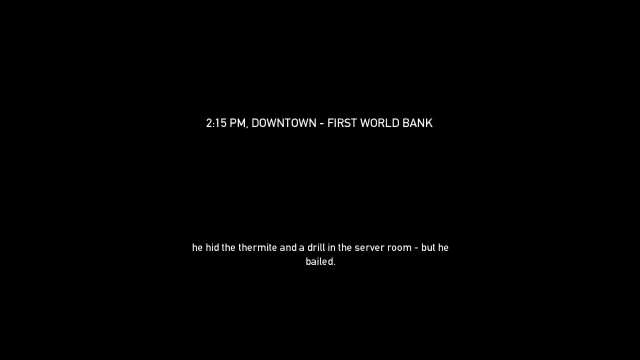 2:15 PM, DOWNTOWN - FIRST WORLD BANK
he hid the thermite and a drill in the server room - but he
bailed.